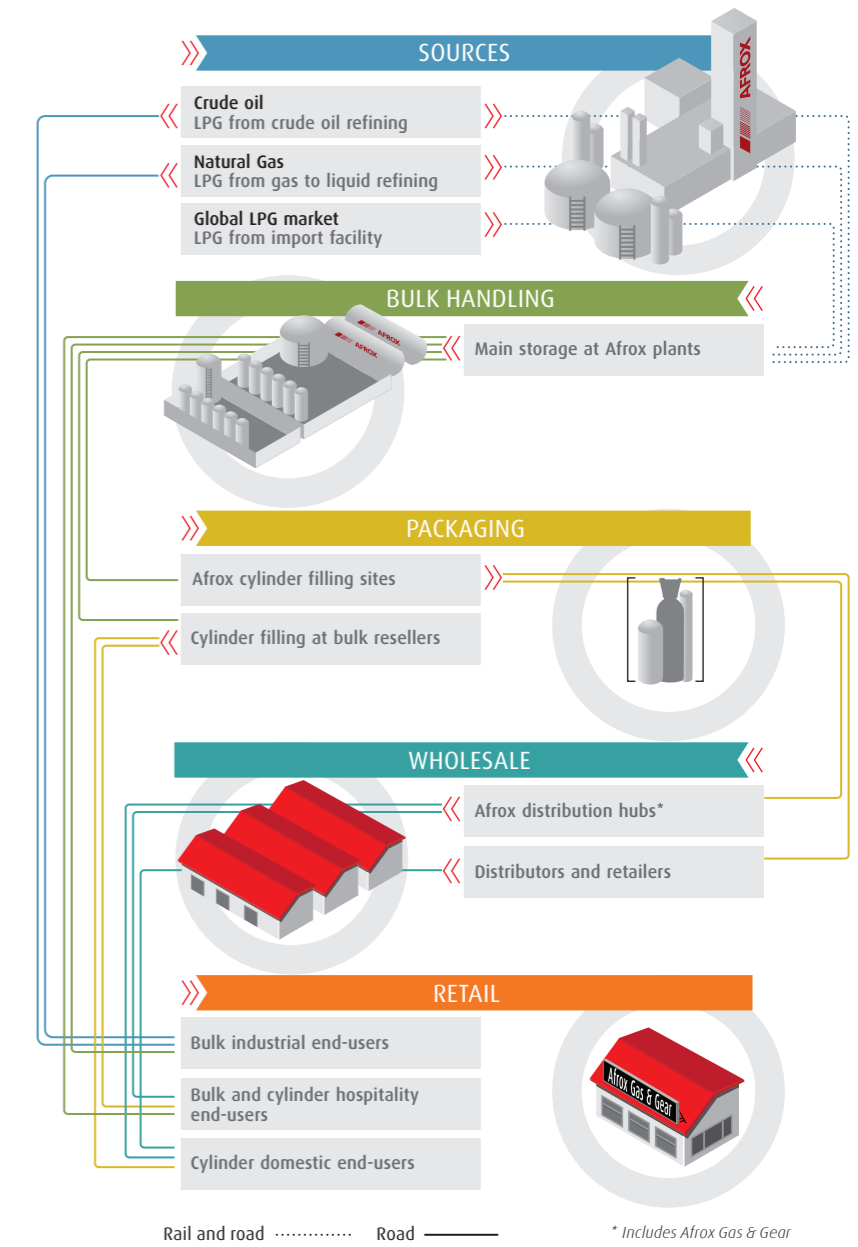 SOURCES
AFROX
Crude oil
LPG from crude oil refining
Natural Gas
LPG from gas to liquid refining
Global LPG market
LPG from import facility
BULK HANDLING
AFROX
AFROX
Main storage at Afrox plants
PACKAGING
Afrox cylinder filling sites
Cylinder filling at bulk resellers
WHOLESALE
Afrox distribution hubs*
Distributors and retailers
RETAIL
Bulk industrial end-users
Afrox Gas & Gear
Bulk and cylinder hospitality
end-users
Cylinder domestic end-users
Rail and road
Road
* Includes Afrox Gas & Gear